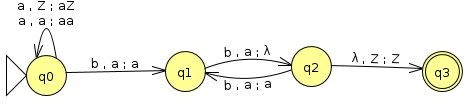 a , Z ; aZ
a , a ; aa
q0
b , a ; a
q1
b , a ; λ
b , a ; a
q2
λ , Z ; Z
q3